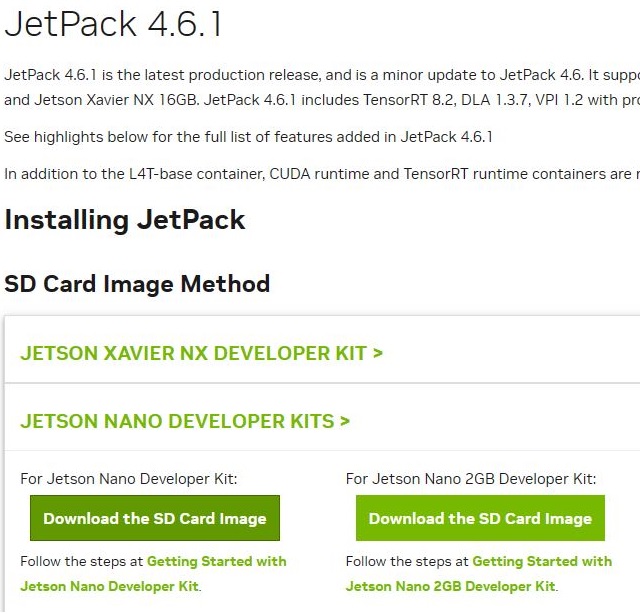 JetPack 4.6.1
JetPack 4.6.1 is the latest production release, and is a minor update to JetPack 4.6. It
and Jetson Xavier NX 16GB. JetPack 4.6.1 includes TensorRT 8.2, DLA 1.3.7, VPI 1.2 with
See highlights below for the full list of features added in JetPack 4.6.1
In addition to the L4T-base container, CUDA runtime and TensorRT runtime containers are
Installing JetPack
SD Card Image Method
JETSON XAVIER NX DEVELOPER KIT >
JETSON NANO DEVELOPER KITS >
For Jetson Nano Developer Kit:
Download the SD Card Image
Follow the steps at Getting Started with
Jetson Nano Developer Kit.
For Jetson Nano 2GB Developer Kit:
Download the SD Card Image
Follow the steps at Getting Started with
Jetson Nano 2GB Developer Kit.